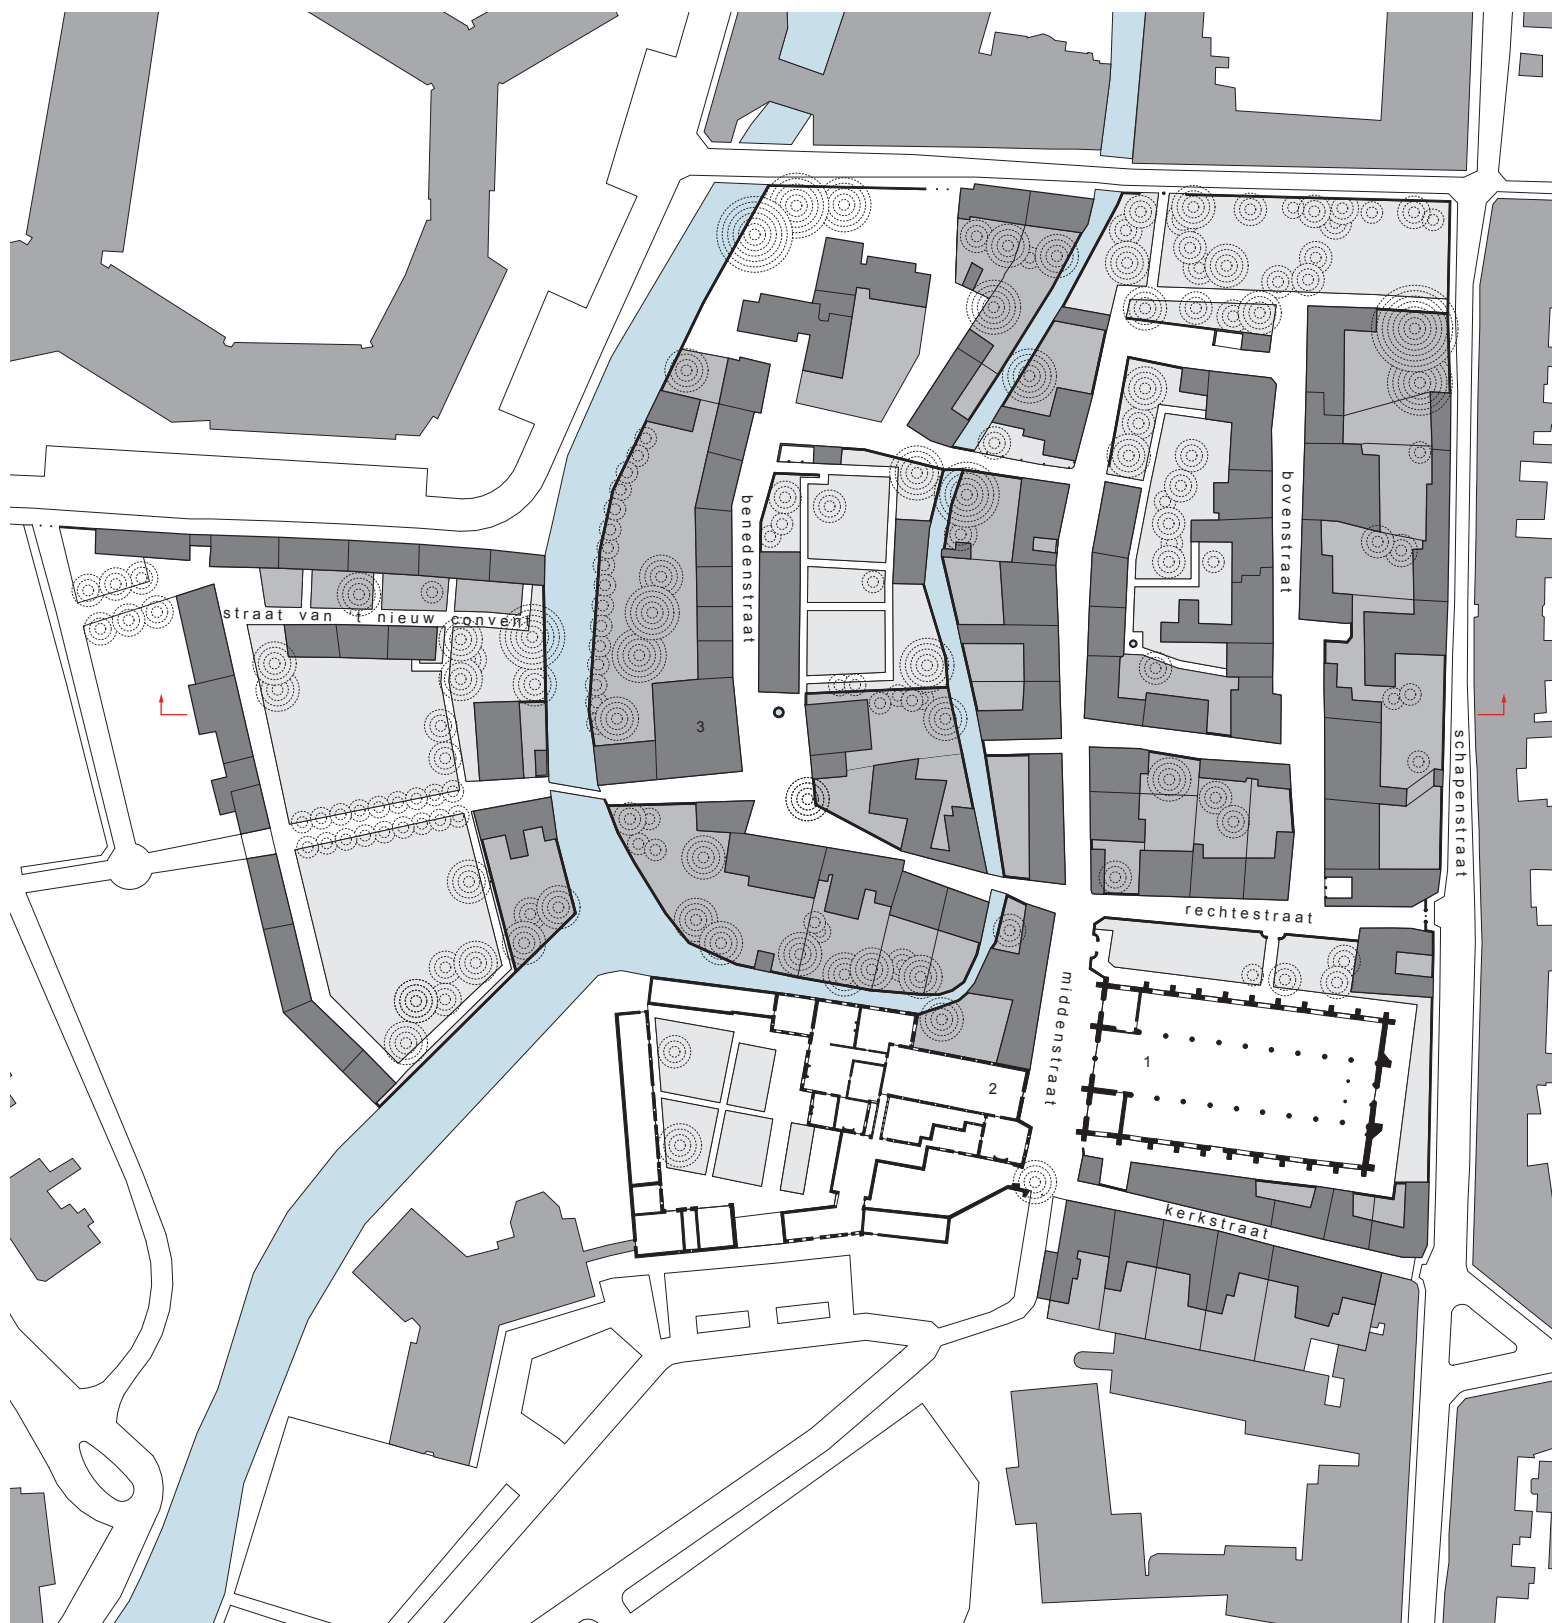 bovenstraat
benedenstraat
straat van 't nieuw convent
3
schapenstraat
rechtestraat
middenstraat
1
2
kerkstraat